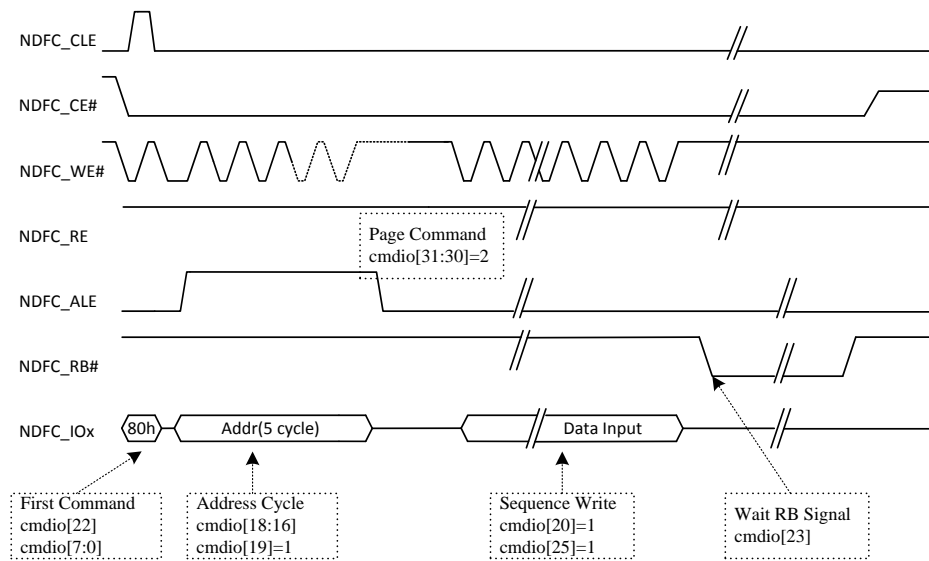 NDFC_CLE
NDFC_CE#
NDFC_WE#
NDFC_RE
Page Command
cmdio[31:30]=2
NDFC_ALE
NDFC_RB#
NDFC_IOx
80h
Addr(5 cycle)
Data Input
First Command
cmdio[22]
cmdio[7:0]
Address Cycle
cmdio[18:16]
cmdio[19]=1
Sequence Write
cmdio[20]=1
cmdio[25]=1
Wait RB Signal
cmdio[23]